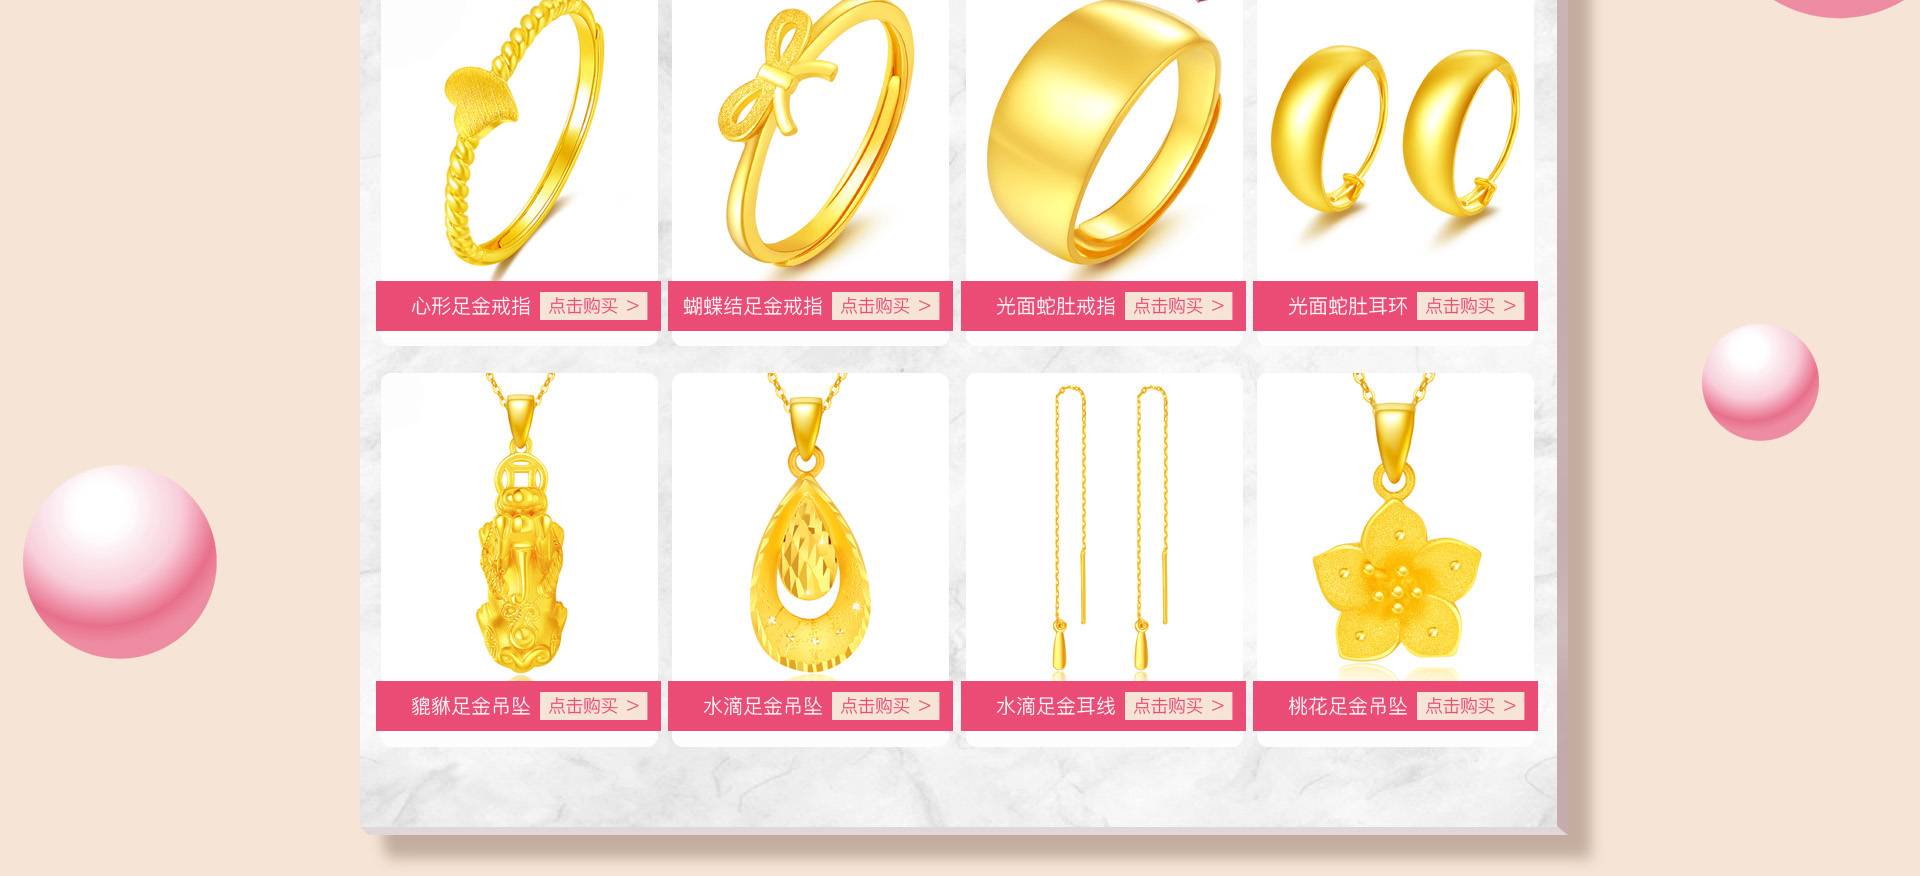 心形足金戒指 点击购买 >
蝴蝶结足金戒指 点击购买 >
光面蛇肚戒指 点击购买 >
光面蛇肚耳环 点击购买 >
貔貅足金吊坠 点击购买 >
水滴足金吊坠 点击购买 >
水滴足金耳线 点击购买 >
桃花足金吊坠 点击购买 >